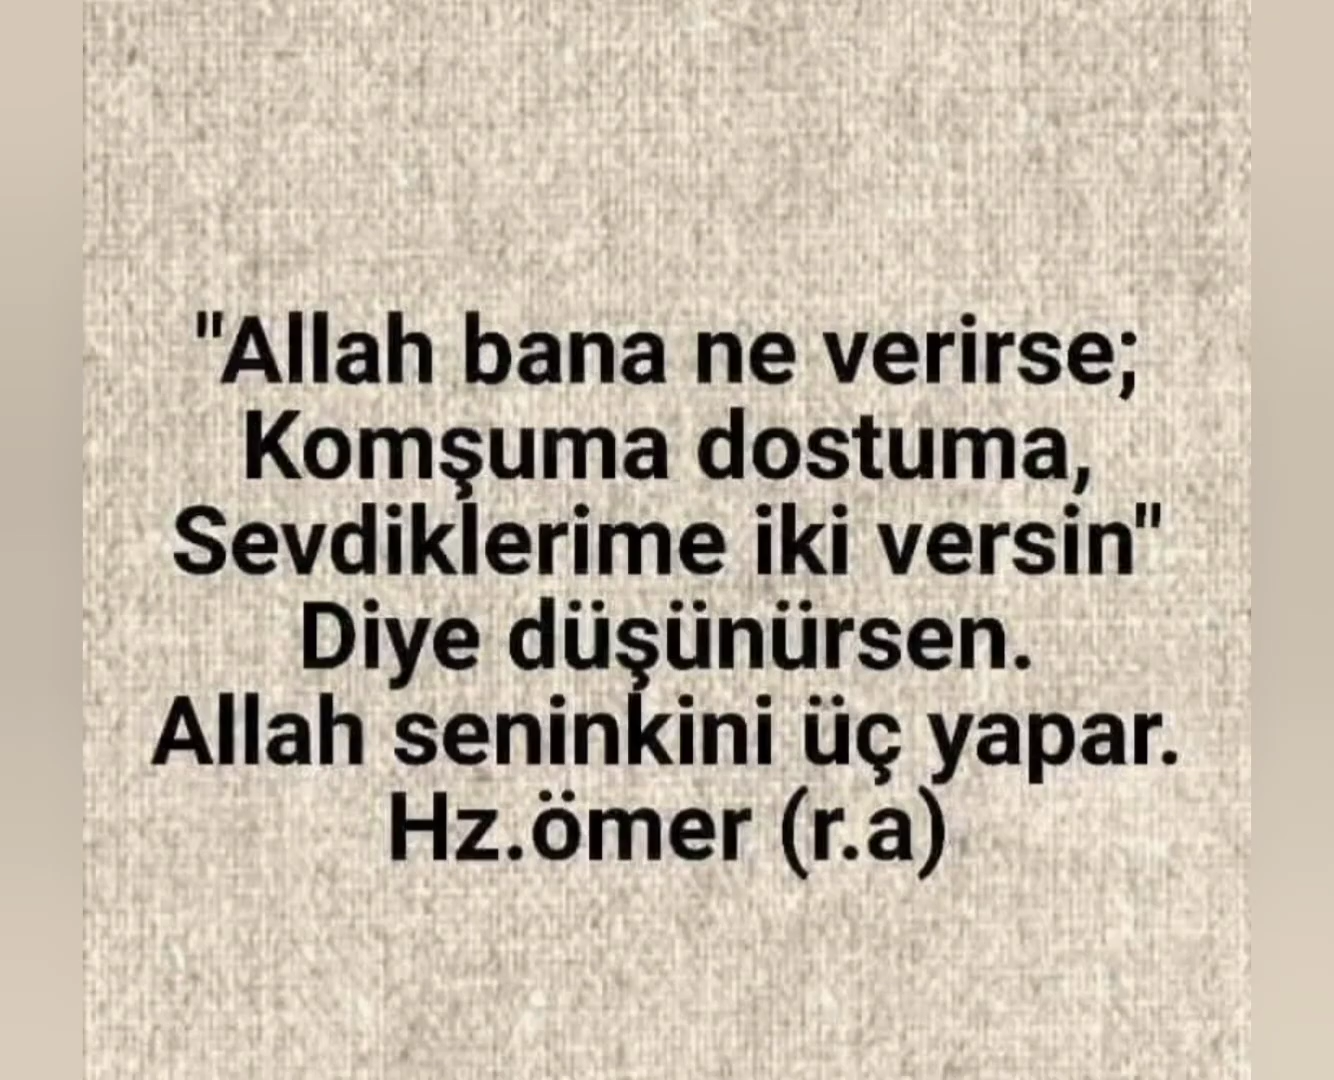 "Allah bana ne verirse;
Komşuma dostuma,
Sevdiklerime iki versin"
Diye düşünürsen.
Allah seninkini üç yapar.
Hz.ömer (r.a)